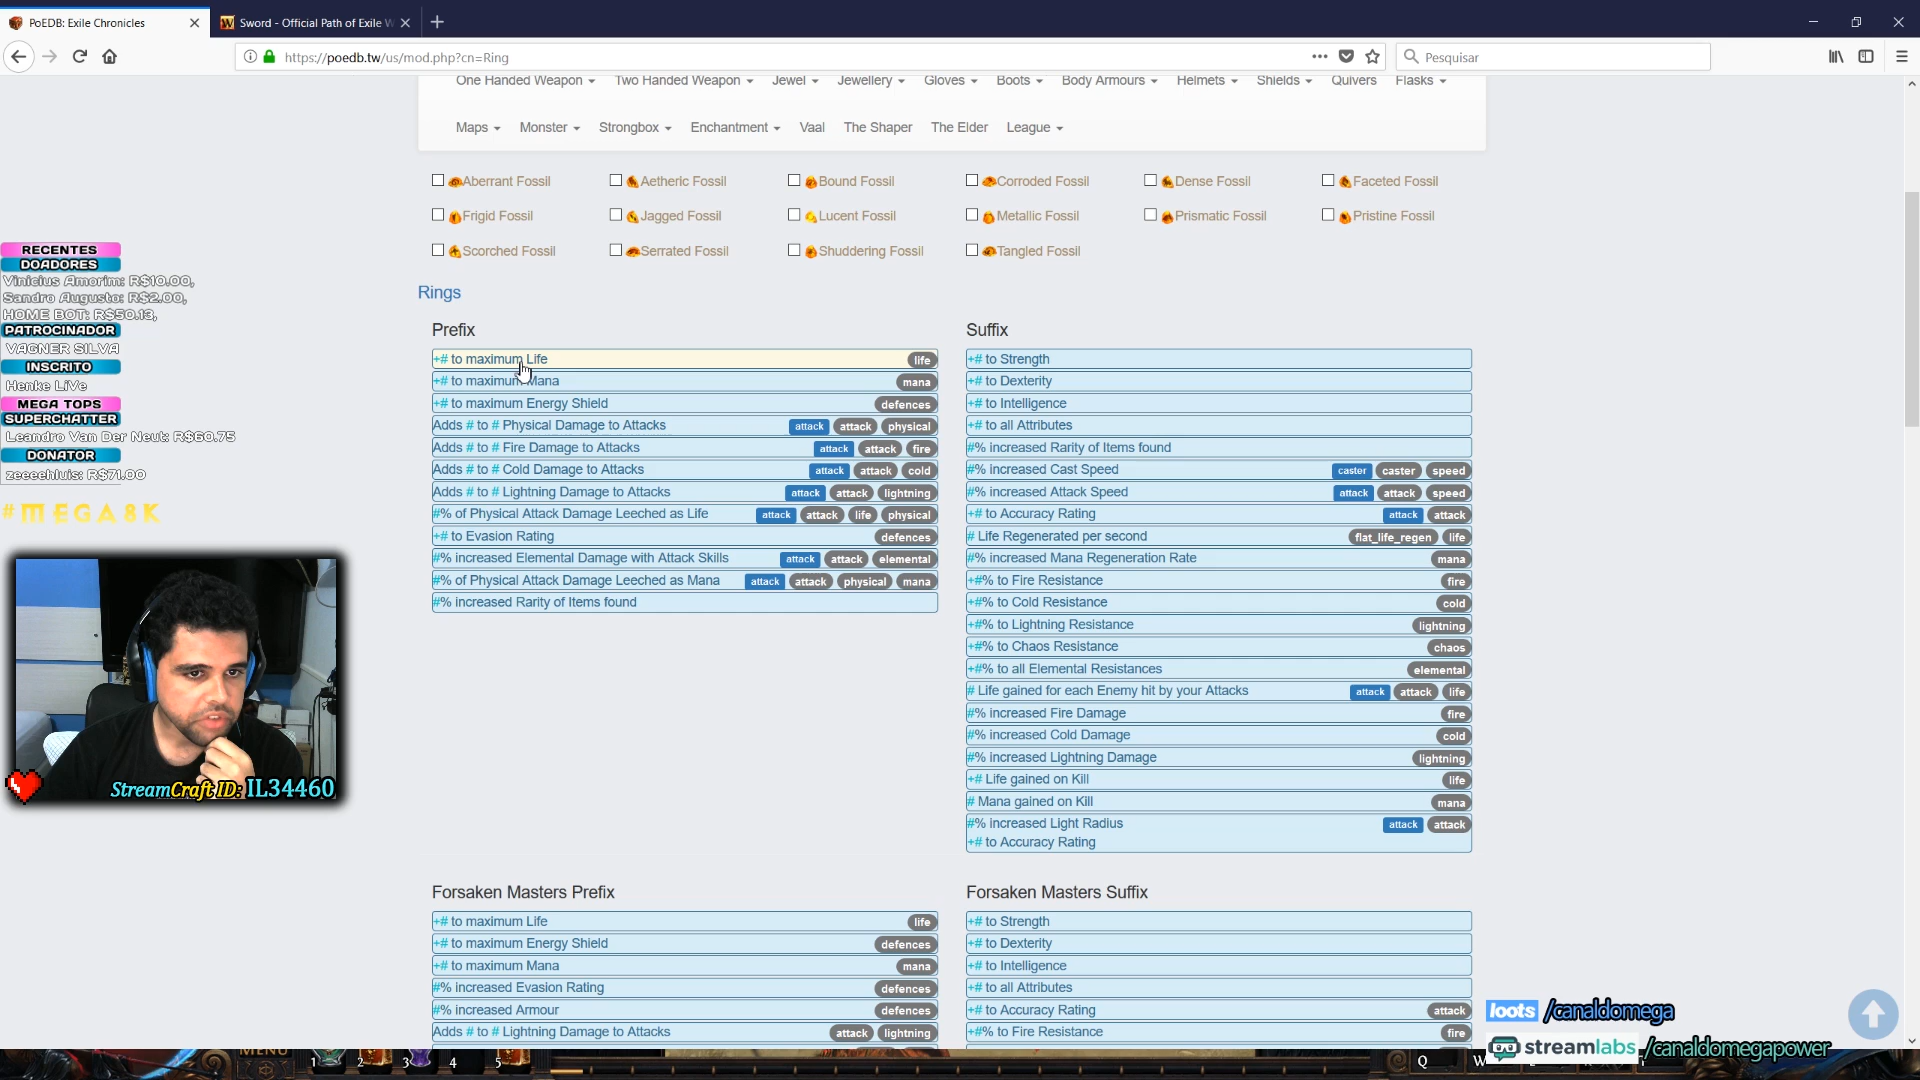 PoEDB: Exile Chronicles
Sword - Official Path of Exile W
https://poedb.tw/us/mod.php?cn=Ring
Pesquisar
One Handed Weapon Two Handed Weapon Jewel Jewellery Gloves Boots Body Armours Helmets Shields Quivers Flasks
Maps Monster Strongbox Enchantment Vaal The Shaper The Elder League
Aberrant Fossil Aetheric Fossil Bound Fossil Corroded Fossil Dense Fossil Faceted Fossil
Frigid Fossil Jagged Fossil Lucent Fossil Metallic Fossil Prismatic Fossil Pristine Fossil
Scorched Fossil Serrated Fossil Shuddering Fossil Tangled Fossil
Rings
Prefix
+# to maximum Life life
+# to maximum Mana mana
+# to maximum Energy Shield defences
Adds # to # Physical Damage to Attacks attack attack physical
Adds # to # Fire Damage to Attacks attack attack fire
Adds # to # Cold Damage to Attacks attack attack cold
Adds # to # Lightning Damage to Attacks attack attack lightning
#% of Physical Attack Damage Leeched as Life attack attack life physical
+# to Evasion Rating defences
#% increased Elemental Damage with Attack Skills attack attack elemental
#% of Physical Attack Damage Leeched as Mana attack attack physical mana
#% increased Rarity of Items found
Suffix
+# to Strength
+# to Dexterity
+# to Intelligence
+# to all Attributes
#% increased Rarity of Items found
#% increased Cast Speed caster caster speed
#% increased Attack Speed attack attack speed
+# to Accuracy Rating attack attack
# Life Regenerated per second flat_life_regen life
#% increased Mana Regeneration Rate mana
+#% to Fire Resistance fire
+#% to Cold Resistance cold
+#% to Lightning Resistance lightning
+#% to Chaos Resistance chaos
+#% to all Elemental Resistances elemental
# Life gained for each Enemy hit by your Attacks attack attack life
#% increased Fire Damage fire
#% increased Cold Damage cold
#% increased Lightning Damage lightning
+# Life gained on Kill life
# Mana gained on Kill mana
#% increased Light Radius attack attack
+# to Accuracy Rating
Forsaken Masters Prefix
+# to maximum Life life
+# to maximum Energy Shield defences
+# to maximum Mana mana
#% increased Evasion Rating defences
#% increased Armour defences
Adds # to # Lightning Damage to Attacks attack lightning
Forsaken Masters Suffix
+# to Strength
+# to Dexterity
+# to Intelligence
+# to all Attributes
+# to Accuracy Rating attack
+#% to Fire Resistance fire
RECENTES
DOADORES
Vinicius Amorim: R$10.00,
Sandro Augusto: R$2.00,
HOME BOT: R$50.13,
PATROCINADOR
VAGNER SILVA
INSCRITO
Henke LiVe
MEGA TOPS
SUPERCHATTER
Leandro Van Der Neut: R$60.75
DONATOR
zeeeehluis: R$71.00
#MEGA8K
StreamCraft ID: IL34460
loots /canaldomega
streamlabs /canaldomegapower
MENU 1 2 3 4 5 Q W